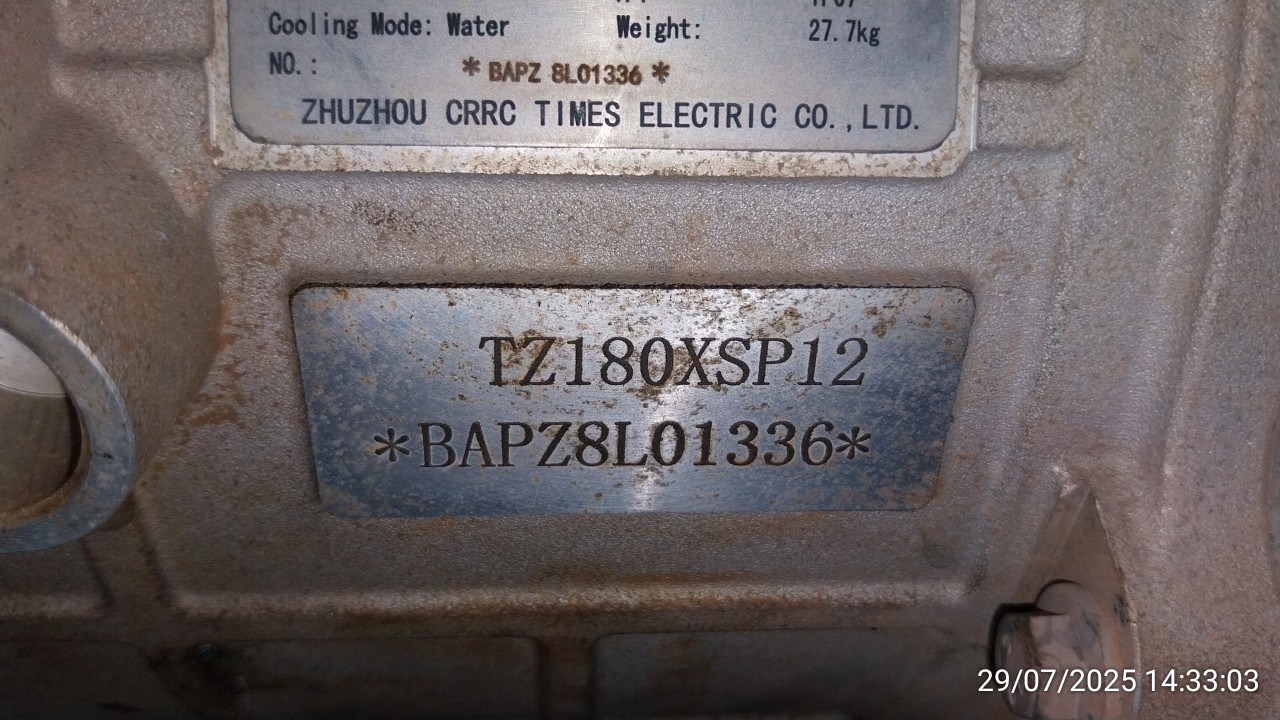 Cooling Mode: Water Weight: 27.7kg
NO.: *BAPZ 8L01336*
ZHUZHOU CRRC TIMES ELECTRIC CO.,LTD.
TZ180XSP12
*BAPZ8L01336*
29/07/2025 14:33:03